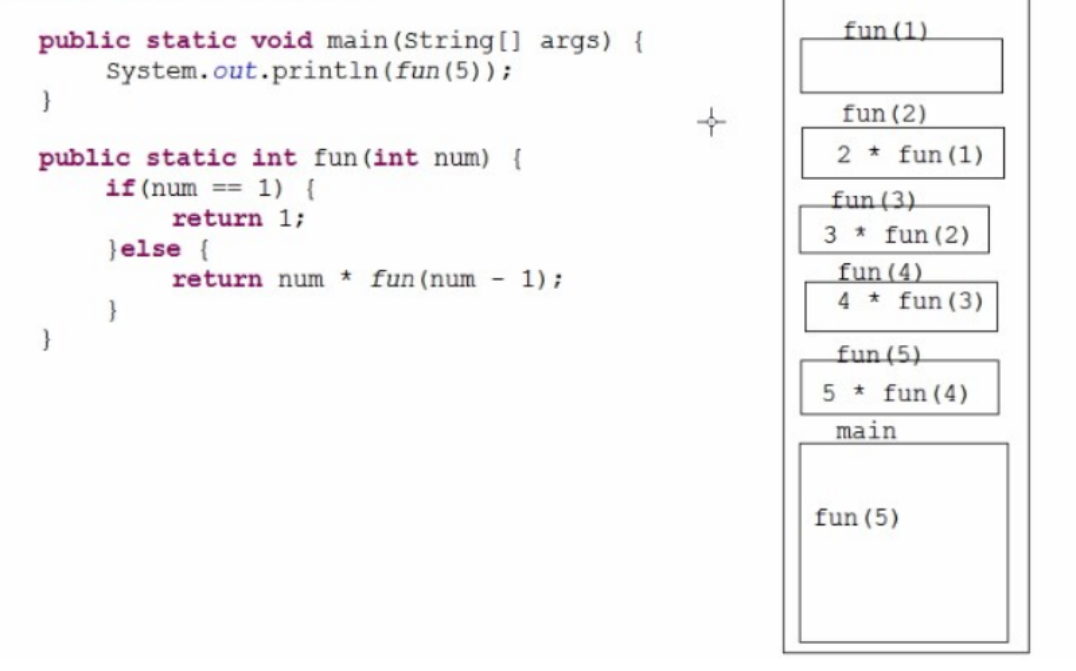 public static void main(String[] args) {
System.out.println(fun(5));
}
public static int fun(int num) {
if(num == 1) {
return 1;
}else {
return num * fun(num - 1);
}
}
fun(1)
fun(2)
2 * fun(1)
fun(3)
3 * fun(2)
fun(4)
4 * fun(3)
fun(5)
5 * fun(4)
main
fun(5)